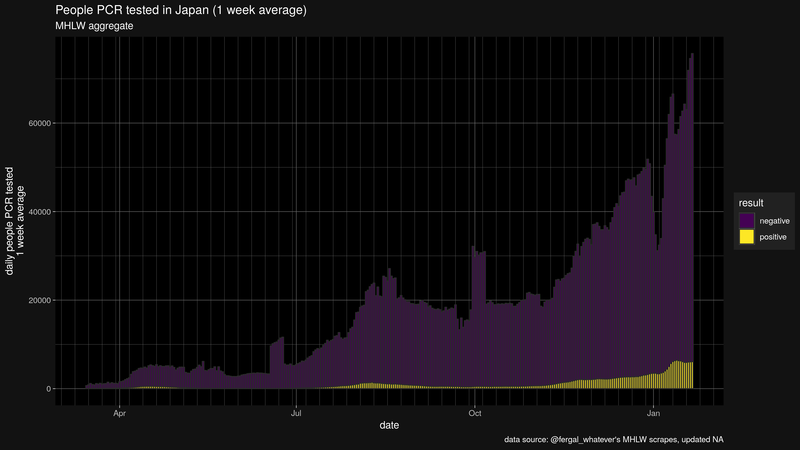 People PCR tested in Japan (1 week average)
MHLW aggregate
daily people PCR tested
1 week average
60000
40000
20000
0
Apr
Jul
Oct
Jan
date
result
negative
positive
data source: @fergal_whatever's MHLW scrapes, updated NA